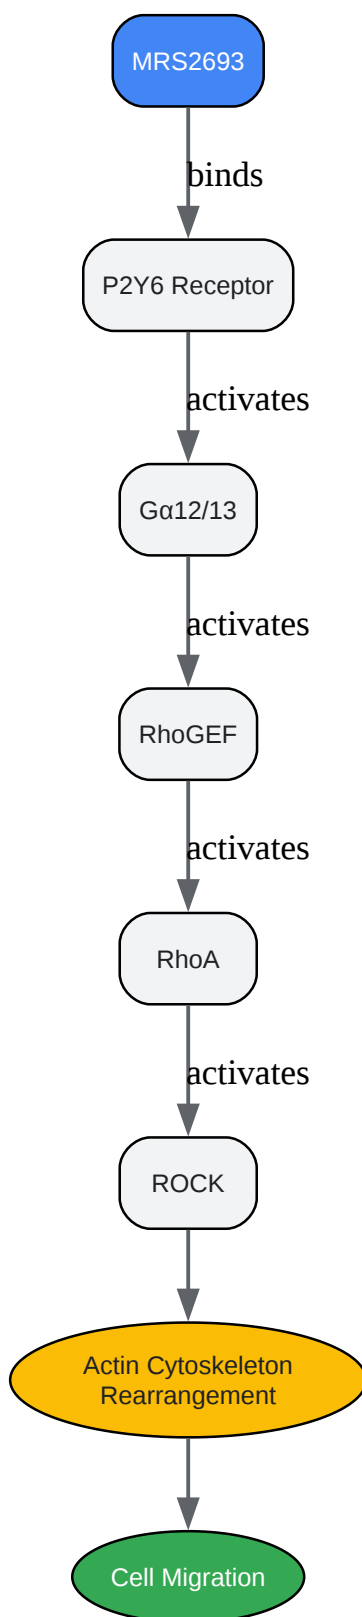 MRS2693
binds
P2Y6 Receptor
activates
Gα12/13
activates
RhoGEF
activates
RhoA
activates
ROCK
Actin Cytoskeleton
Rearrangement
Cell Migration